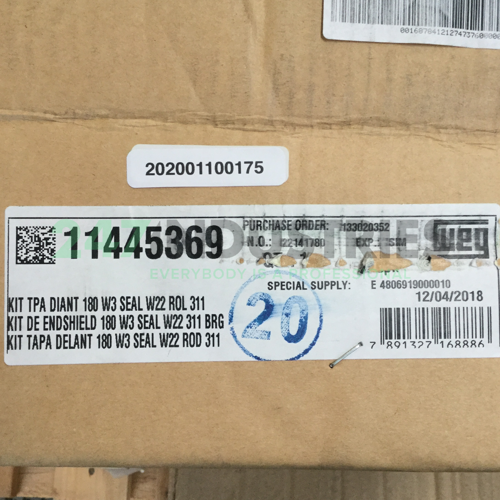 202001100175
11445369
PURCHASE ORDER:
WEG
INDUSTRIES
EVERYBODY IS A PROFESSIONAL
SPECIAL SUPPLY: E 4806919000010
12/04/2018
KIT TPA DIANT 180 W3 SEAL W22 ROL 311
KIT DE ENDSHIELD 180 W3 SEAL W22 311 BRG
KIT TAPA DELANT 180 W3 SEAL W22 ROD 311
20
7 891327 168886